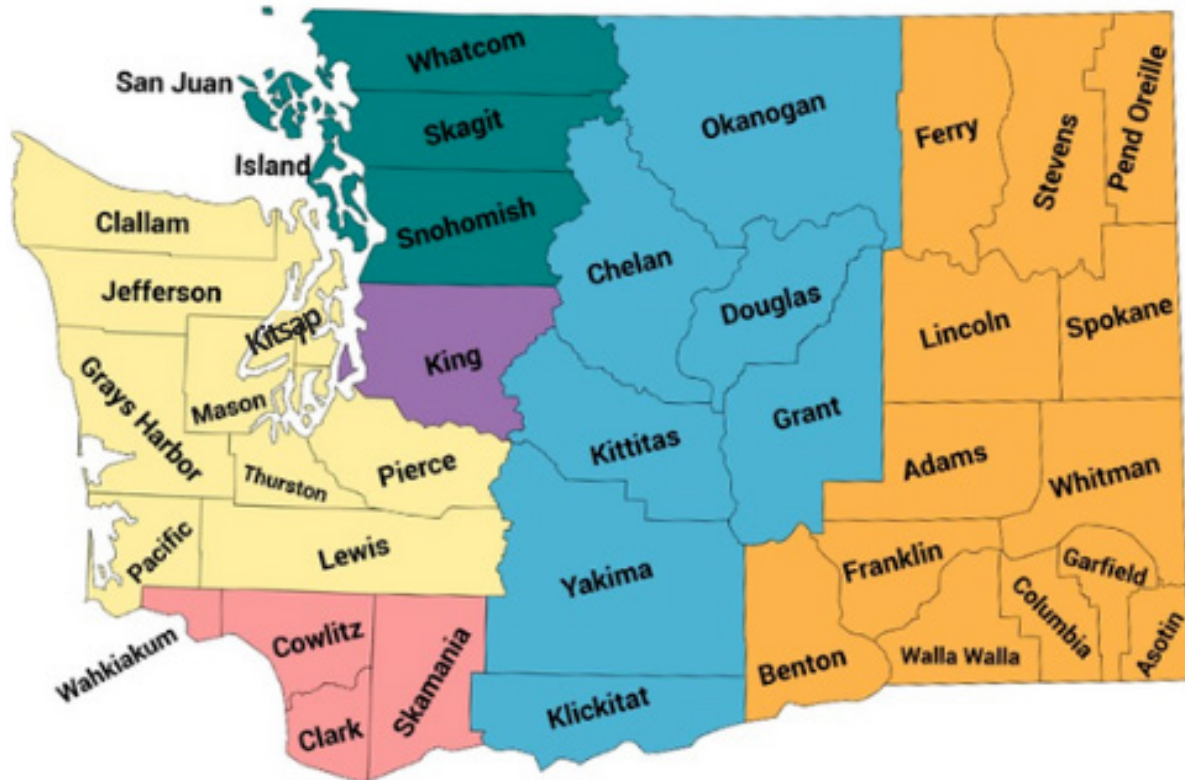 Whatcom
San Juan
Skagit
Okanogan
Ferry
Stevens
Pend Oreille
Island
Snohomish
Clallam
Chelan
Jefferson
Douglas
Kitsap
King
Lincoln
Spokane
Grays Harbor
Mason
Kittitas
Grant
Pierce
Adams
Whitman
Thurston
Pacific
Lewis
Yakima
Franklin
Garfield
Columbia
Asotin
Wahkiakum
Cowlitz
Skamania
Benton
Walla Walla
Klickitat
Clark